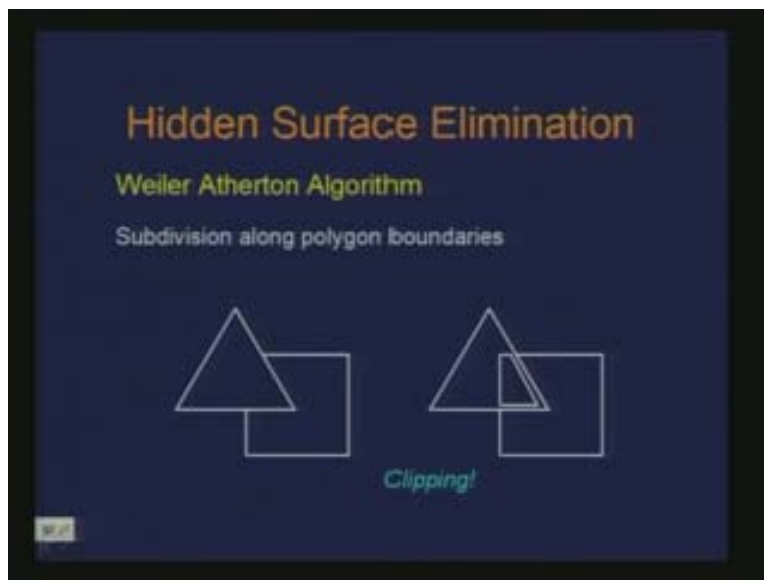 Hidden Surface Elimination
Weiler Atherton Algorithm
Subdivision along polygon boundaries
Clipping!